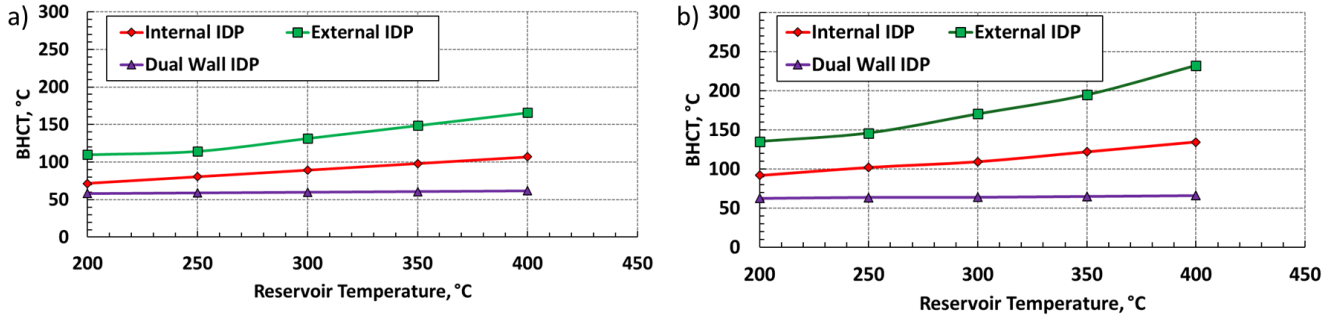 a)
300
250
200
150
100
50
0
BHCT, °C
Internal IDP
External IDP
Dual Wall IDP
200 250 300 350 400 450
Reservoir Temperature, °C
b)
300
250
200
150
100
50
0
BHCT, °C
Internal IDP
External IDP
Dual Wall IDP
200 250 300 350 400 450
Reservoir Temperature, °C